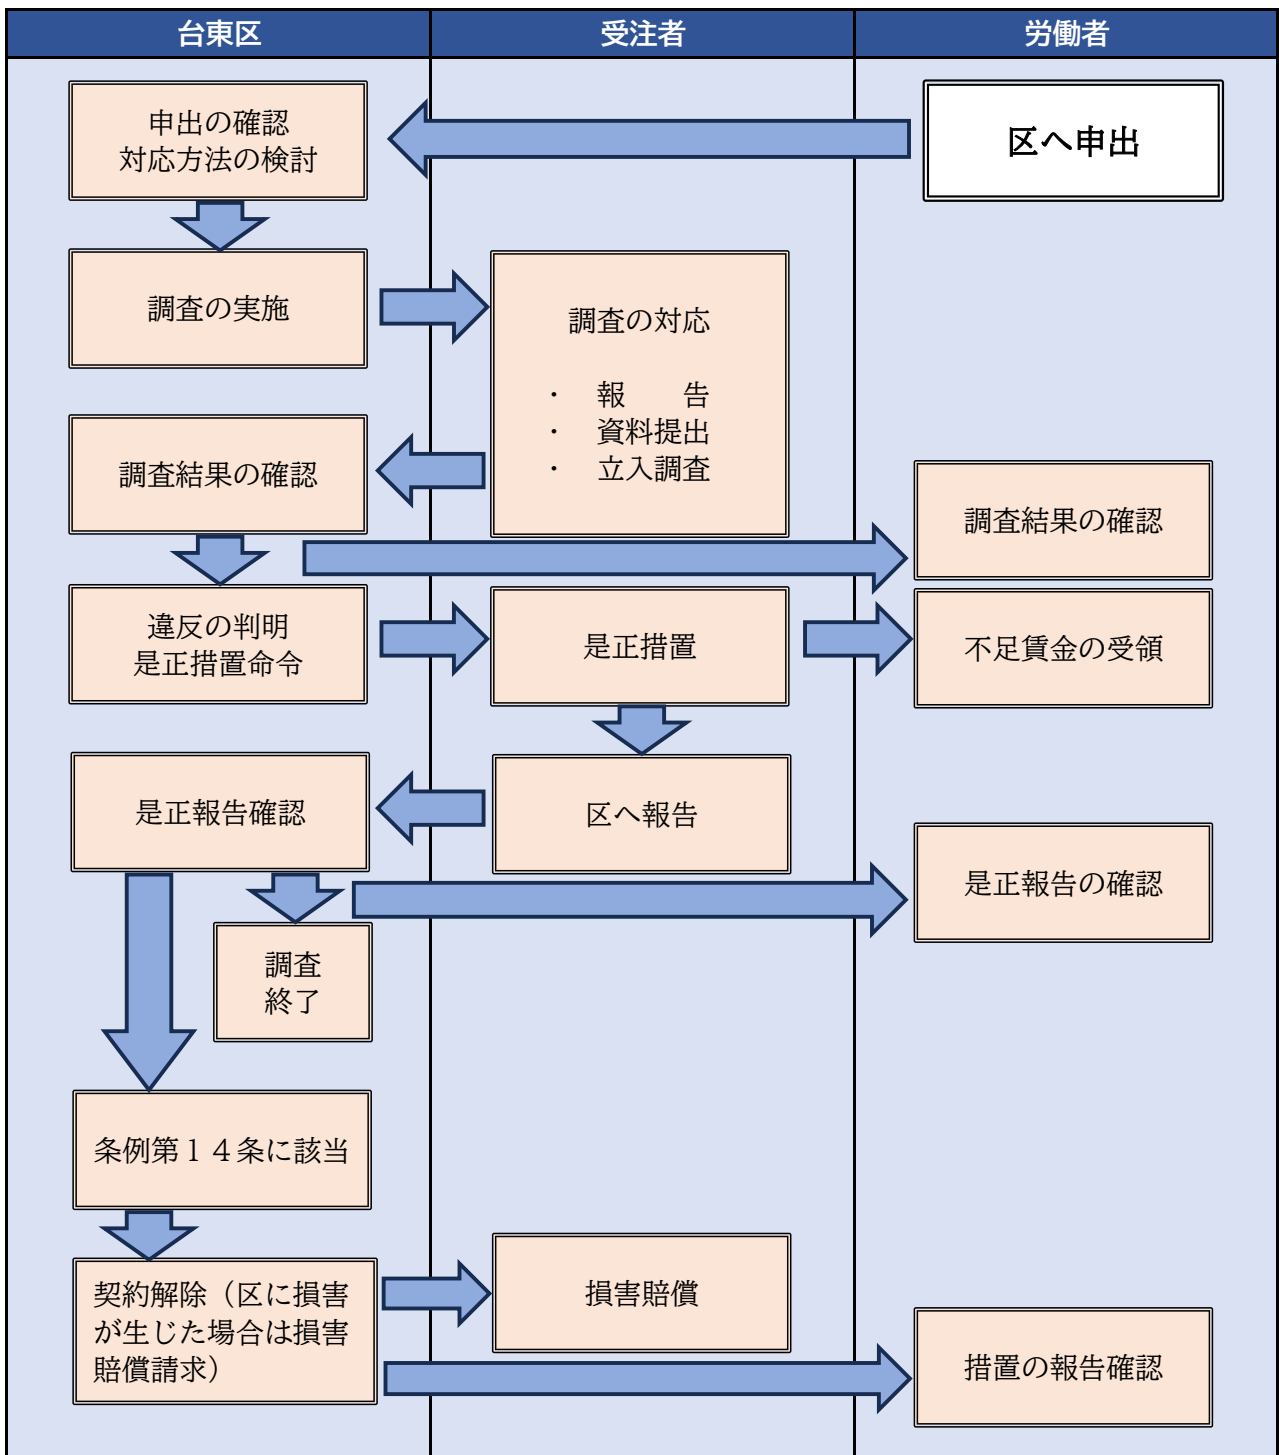 台東区
受注者
労働者
区へ申出
申出の確認
対応方法の検討
調査の実施
調査の対応
・ 報　　告
・ 資料提出
・ 立入調査
調査結果の確認
調査結果の確認
違反の判明
是正措置命令
是正措置
不足賃金の受領
区へ報告
是正報告確認
是正報告の確認
調査
終了
条例第１４条に該当
契約解除（区に損害
が生じた場合は損害
賠償請求）
損害賠償
措置の報告確認